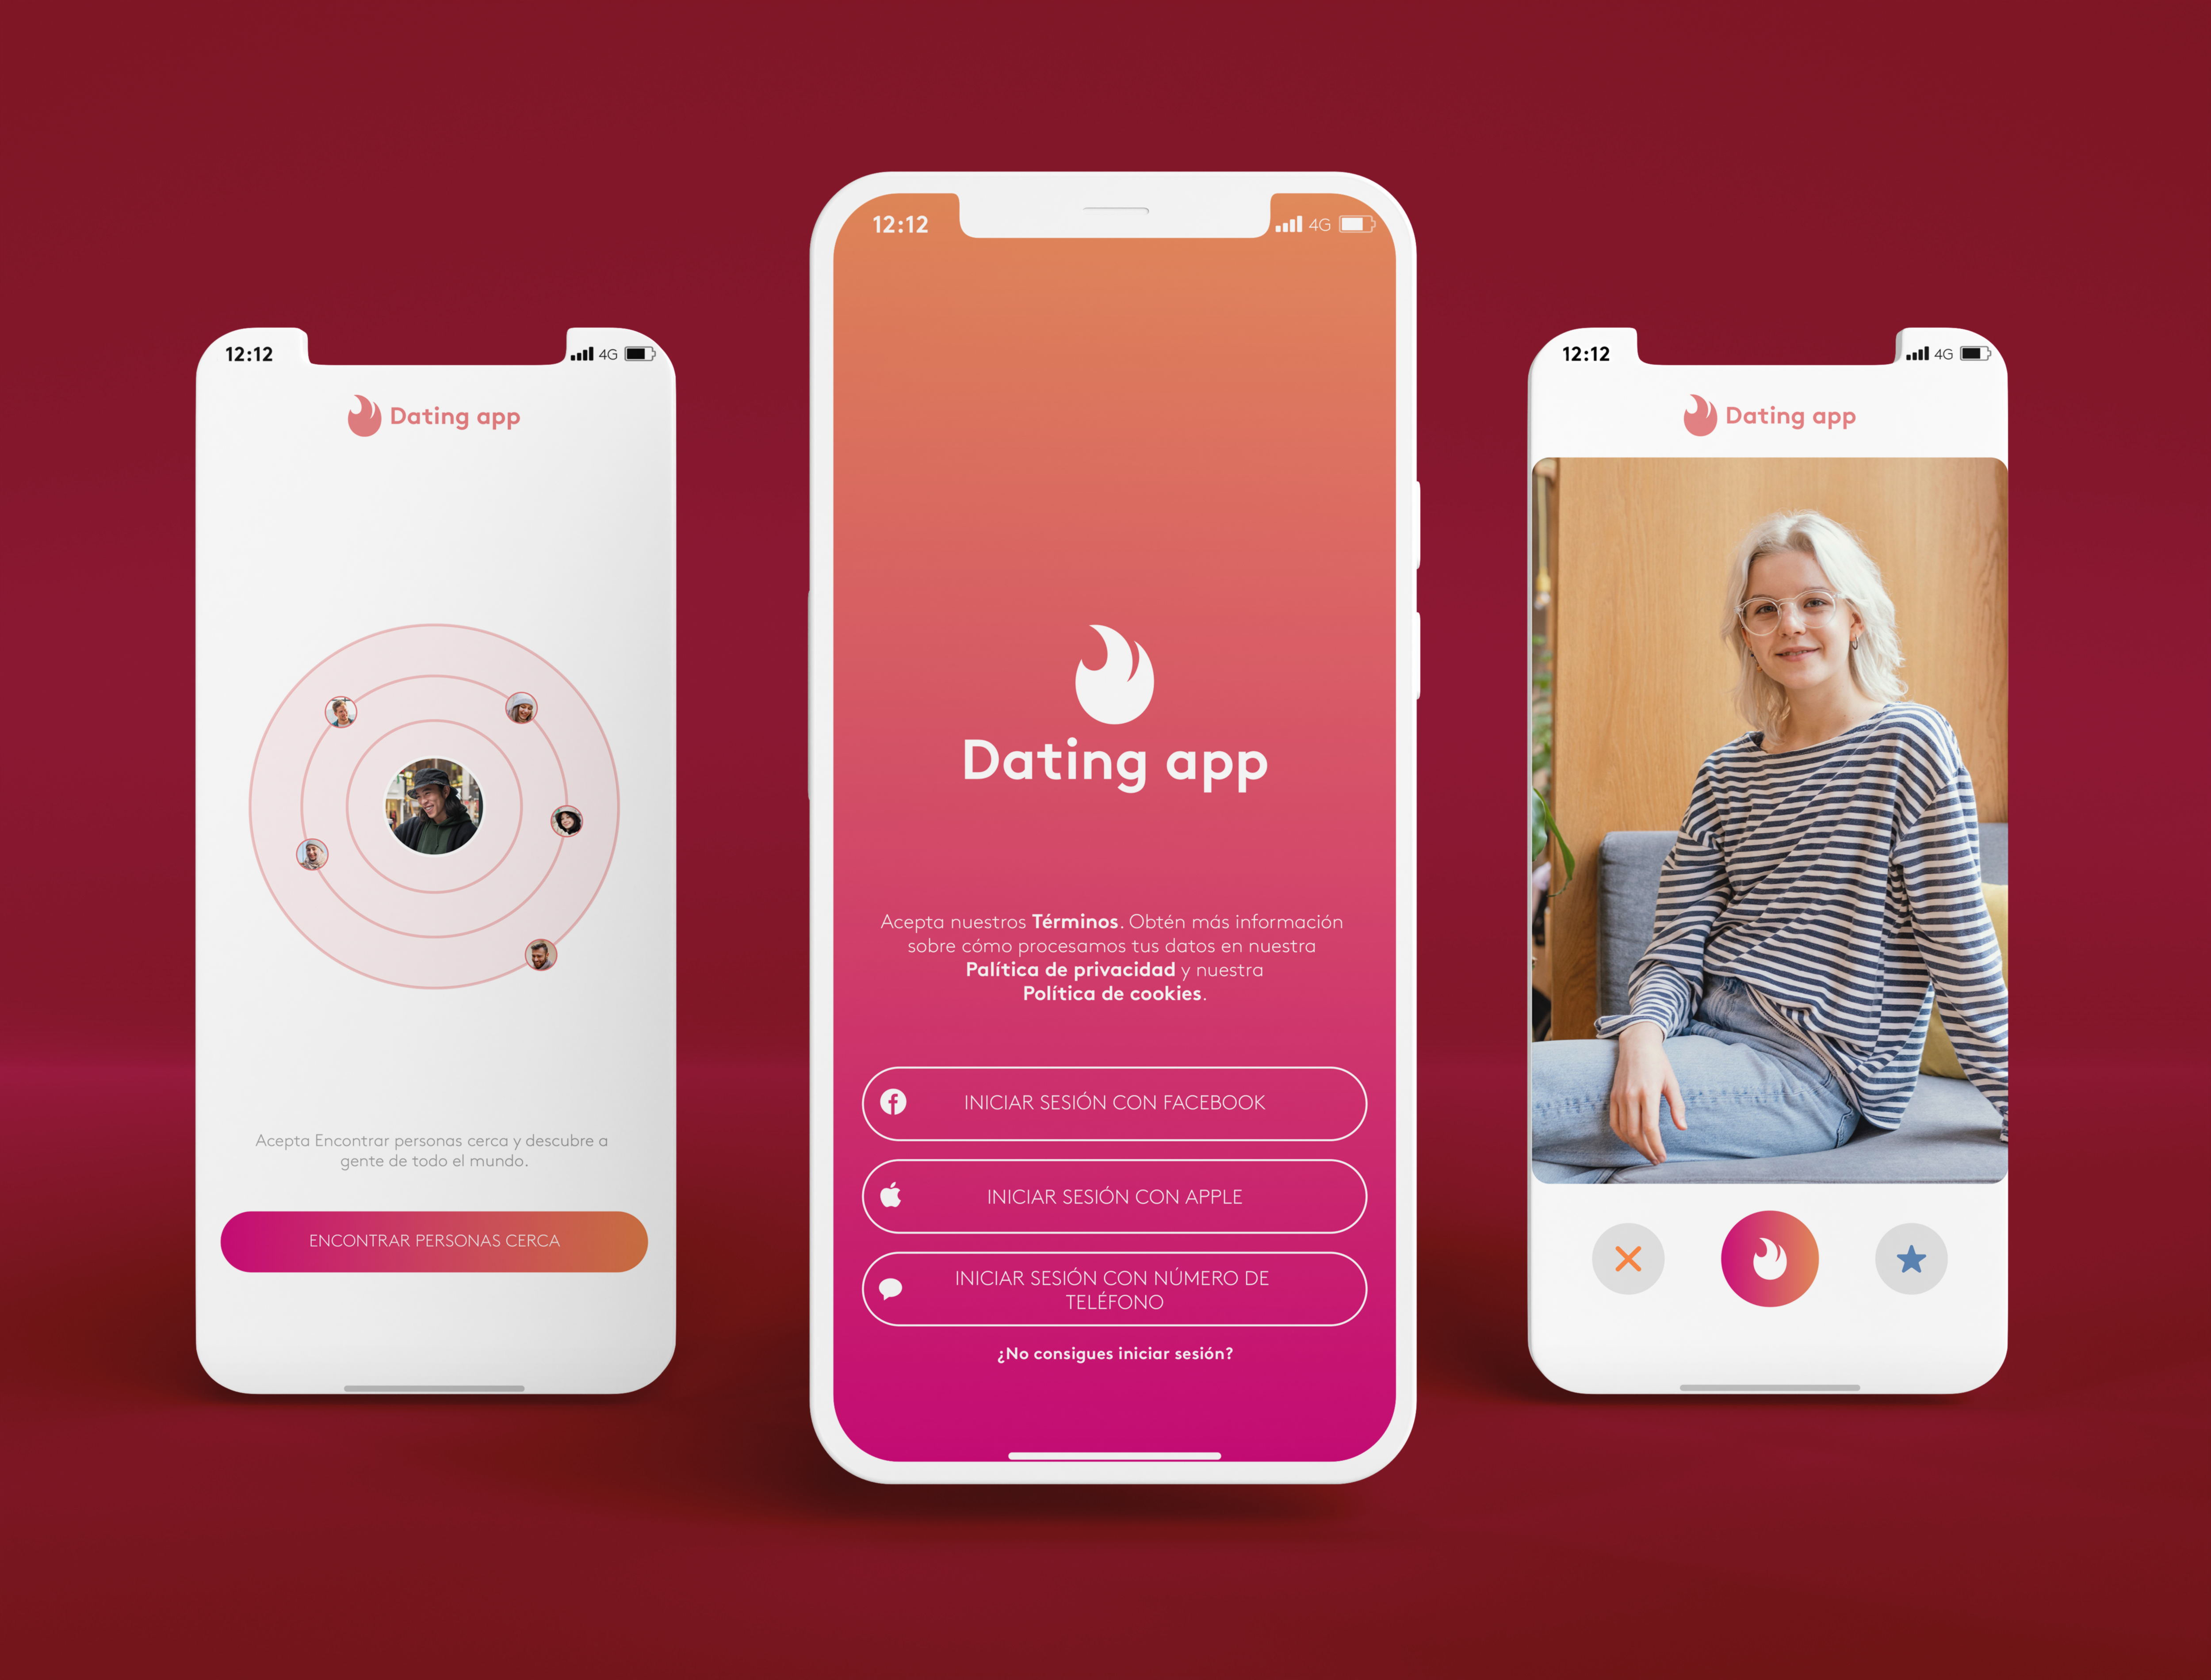 12:12
4G
Dating app
Acepta Encontrar personas cerca y descubre a
gente de todo el mundo.
ENCONTRAR PERSONAS CERCA
12:12
4G
Dating app
Acepta nuestros Términos. Obtén más información
sobre cómo procesamos tus datos en nuestra
Palítica de privacidad y nuestra
Política de cookies.
INICIAR SESIÓN CON FACEBOOK
INICIAR SESIÓN CON APPLE
INICIAR SESIÓN CON NÚMERO DE
TELÉFONO
¿No consigues iniciar sesión?
12:12
4G
Dating app